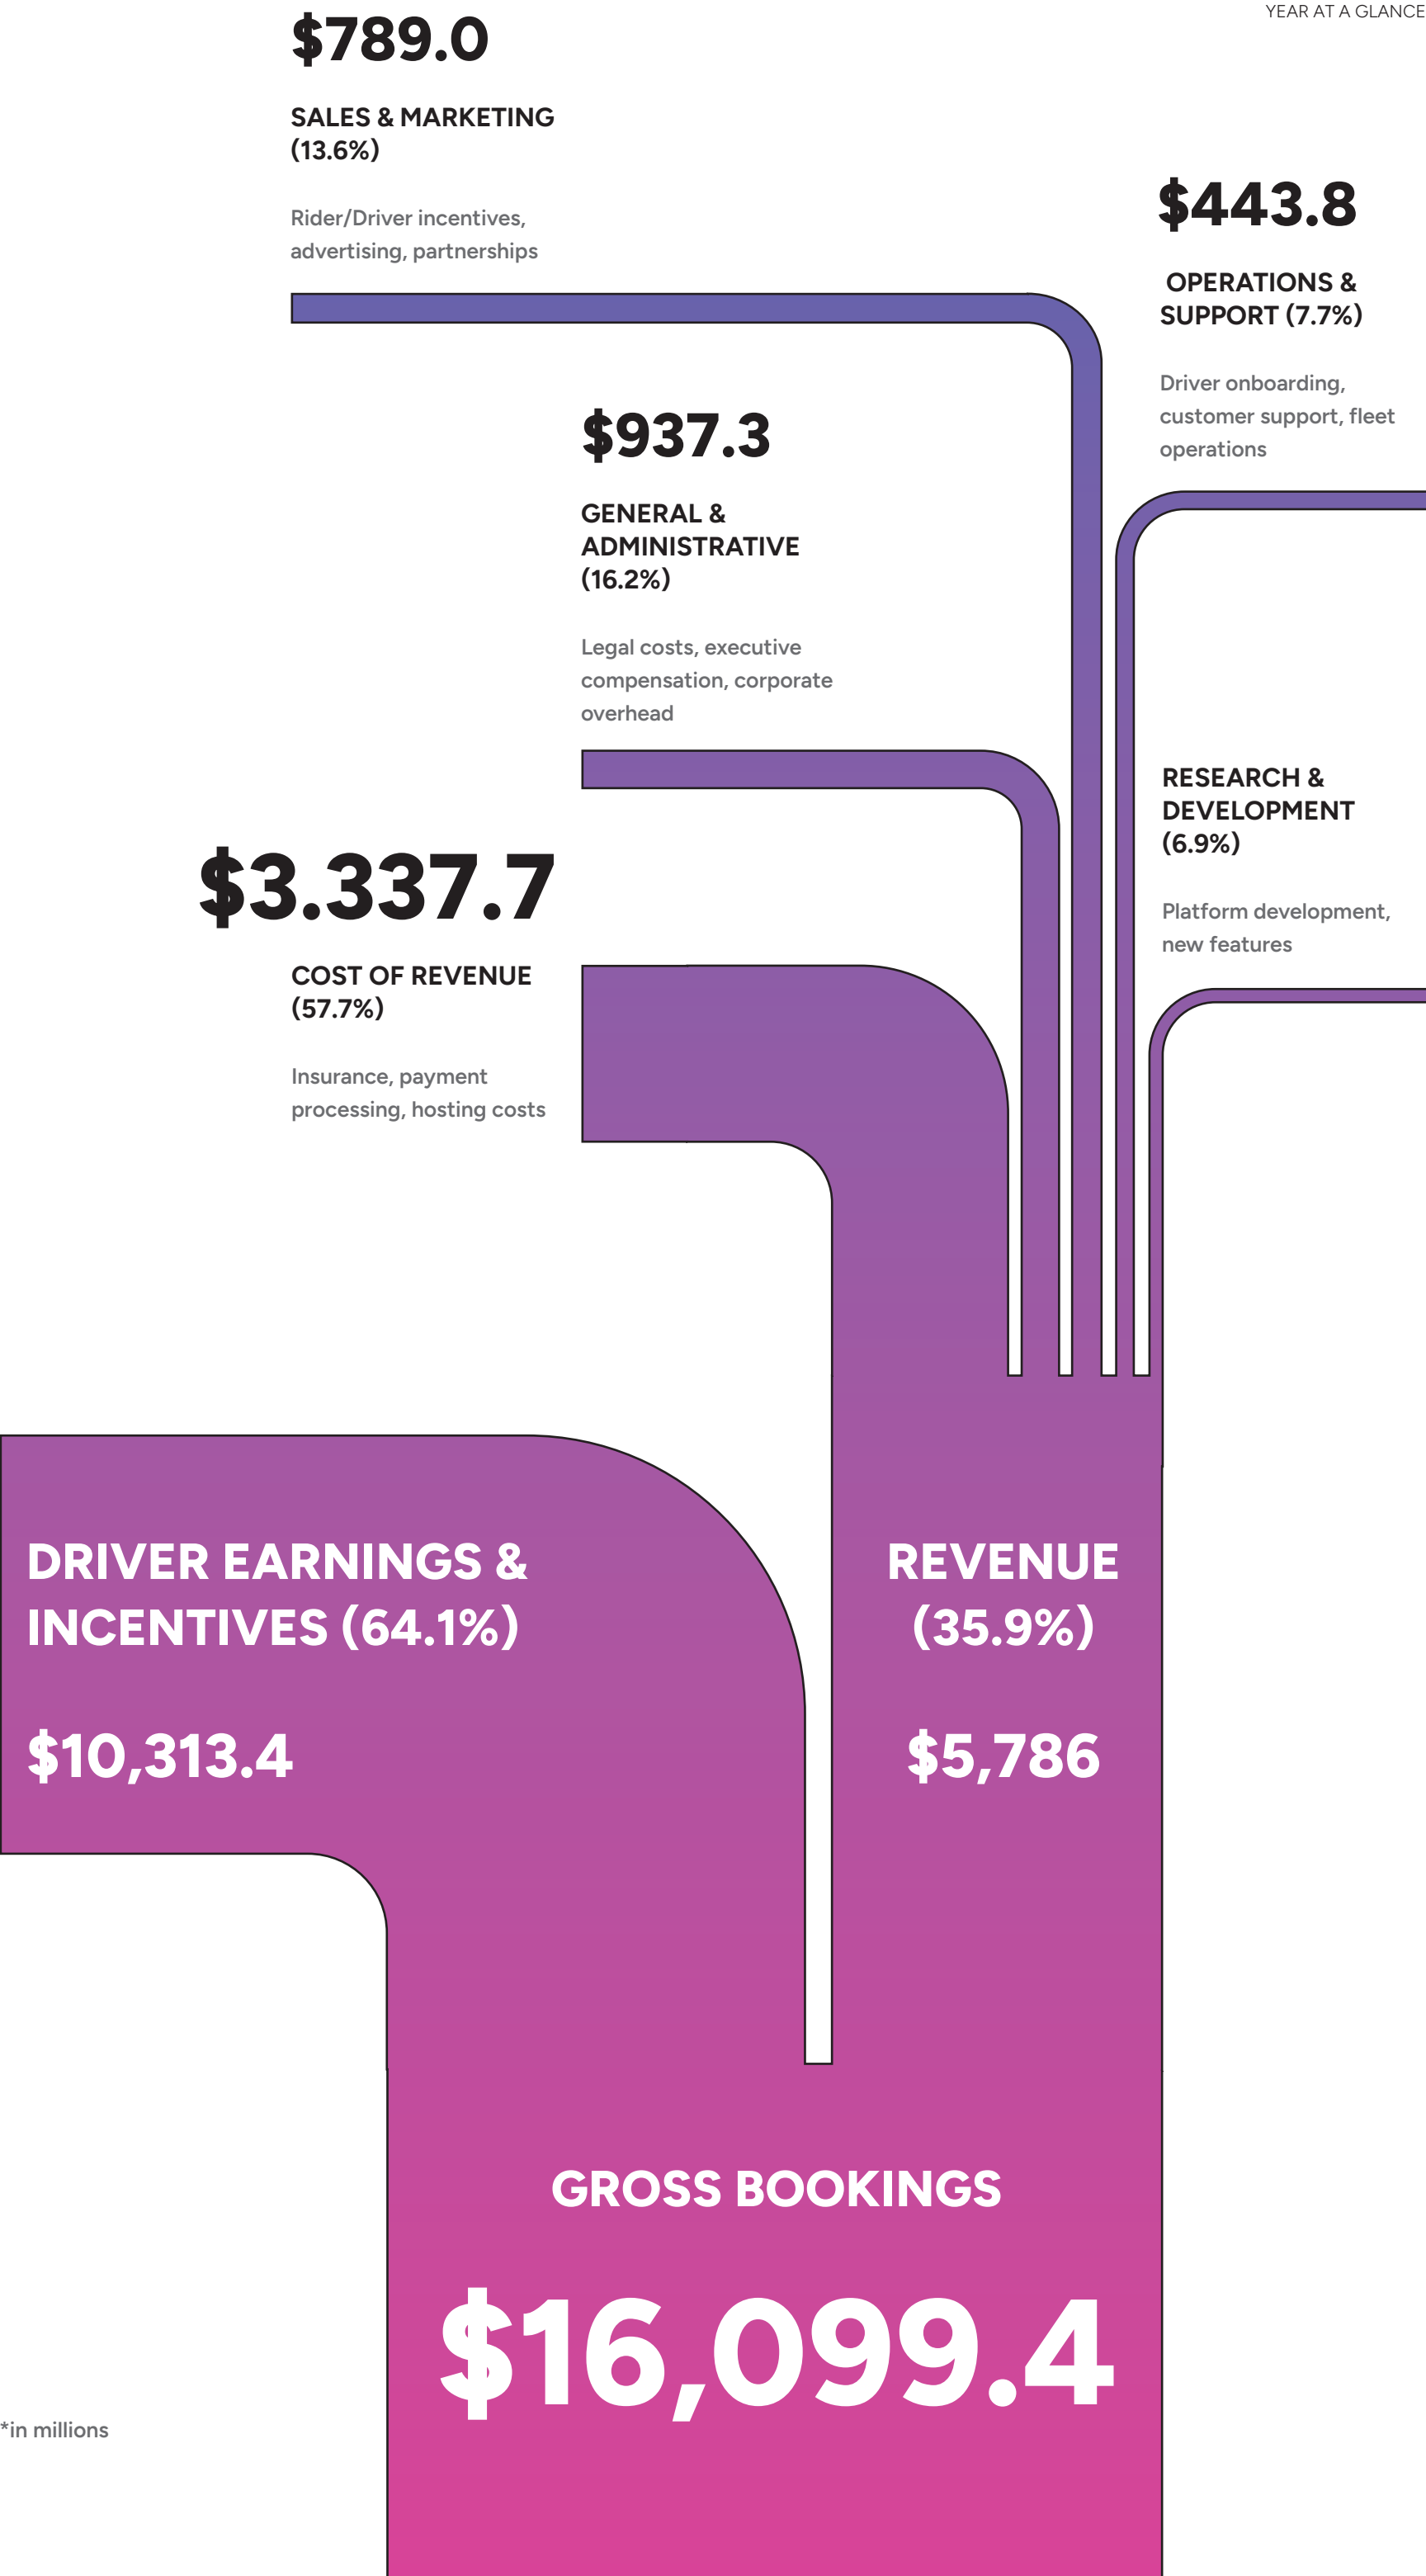 YEAR AT A GLANCE
$789.0
SALES & MARKETING
(13.6%)
Rider/Driver incentives,
advertising, partnerships
$443.8
OPERATIONS &
SUPPORT (7.7%)
Driver onboarding,
customer support, fleet
operations
$937.3
GENERAL &
ADMINISTRATIVE
(16.2%)
Legal costs, executive
compensation, corporate
overhead
RESEARCH &
DEVELOPMENT
(6.9%)
Platform development,
new features
$3.337.7
COST OF REVENUE
(57.7%)
Insurance, payment
processing, hosting costs
DRIVER EARNINGS &
INCENTIVES (64.1%)
$10,313.4
REVENUE
(35.9%)
$5,786
GROSS BOOKINGS
$16,099.4
*in millions